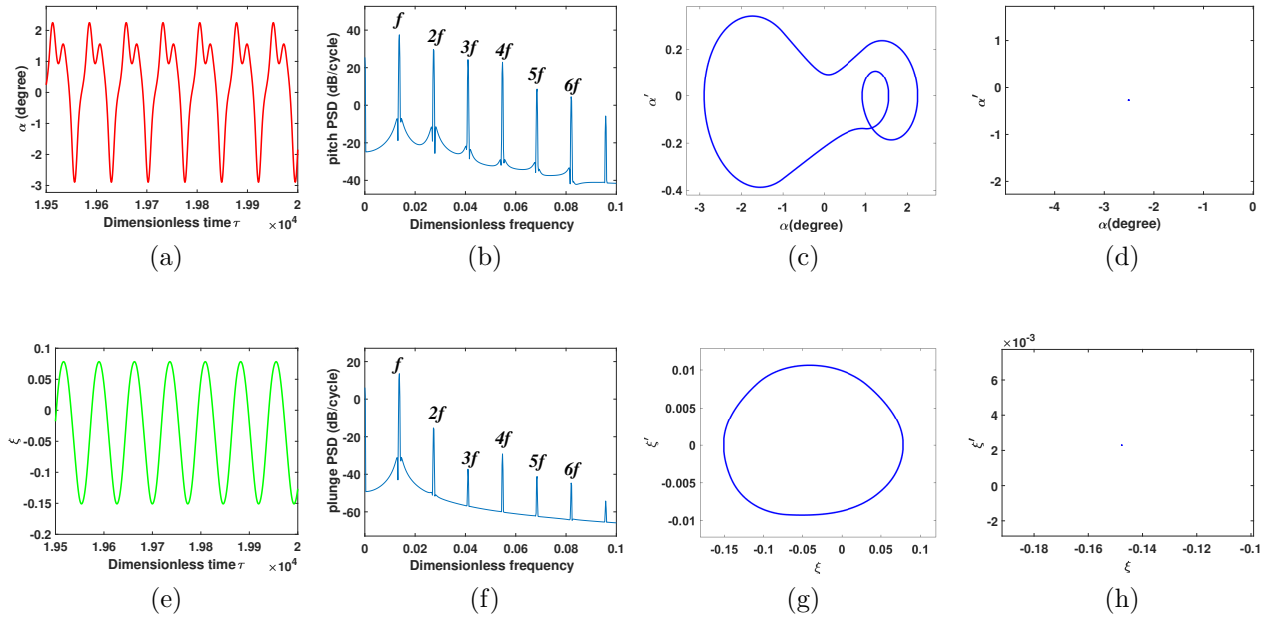 2
1
0
-1
-2
-3
α (degree)
1.95
1.96
1.97
1.98
1.99
2
Dimensionless time τ
×10⁴
(a)
40
20
0
-20
-40
pitch PSD (dB/cycle)
f
2f
3f
4f
5f
6f
0
0.02
0.04
0.06
0.08
0.1
Dimensionless frequency
(b)
0.2
0
-0.2
-0.4
α′
-3
-2
-1
0
1
2
α(degree)
(c)
1
0
-1
-2
α′
-4
-3
-2
-1
0
α(degree)
(d)
0.1
0.05
0
-0.05
-0.1
-0.15
-0.2
ξ
1.95
1.96
1.97
1.98
1.99
2
Dimensionless time τ
×10⁴
(e)
20
0
-20
-40
-60
plunge PSD (dB/cycle)
f
2f
3f
4f
5f
6f
0
0.02
0.04
0.06
0.08
0.1
Dimensionless frequency
(f)
0.01
0.005
0
-0.005
-0.01
ξ′
-0.15
-0.1
-0.05
0
0.05
0.1
ξ
(g)
×10⁻³
6
4
2
0
-2
ξ′
-0.18
-0.16
-0.14
-0.12
-0.1
ξ
(h)